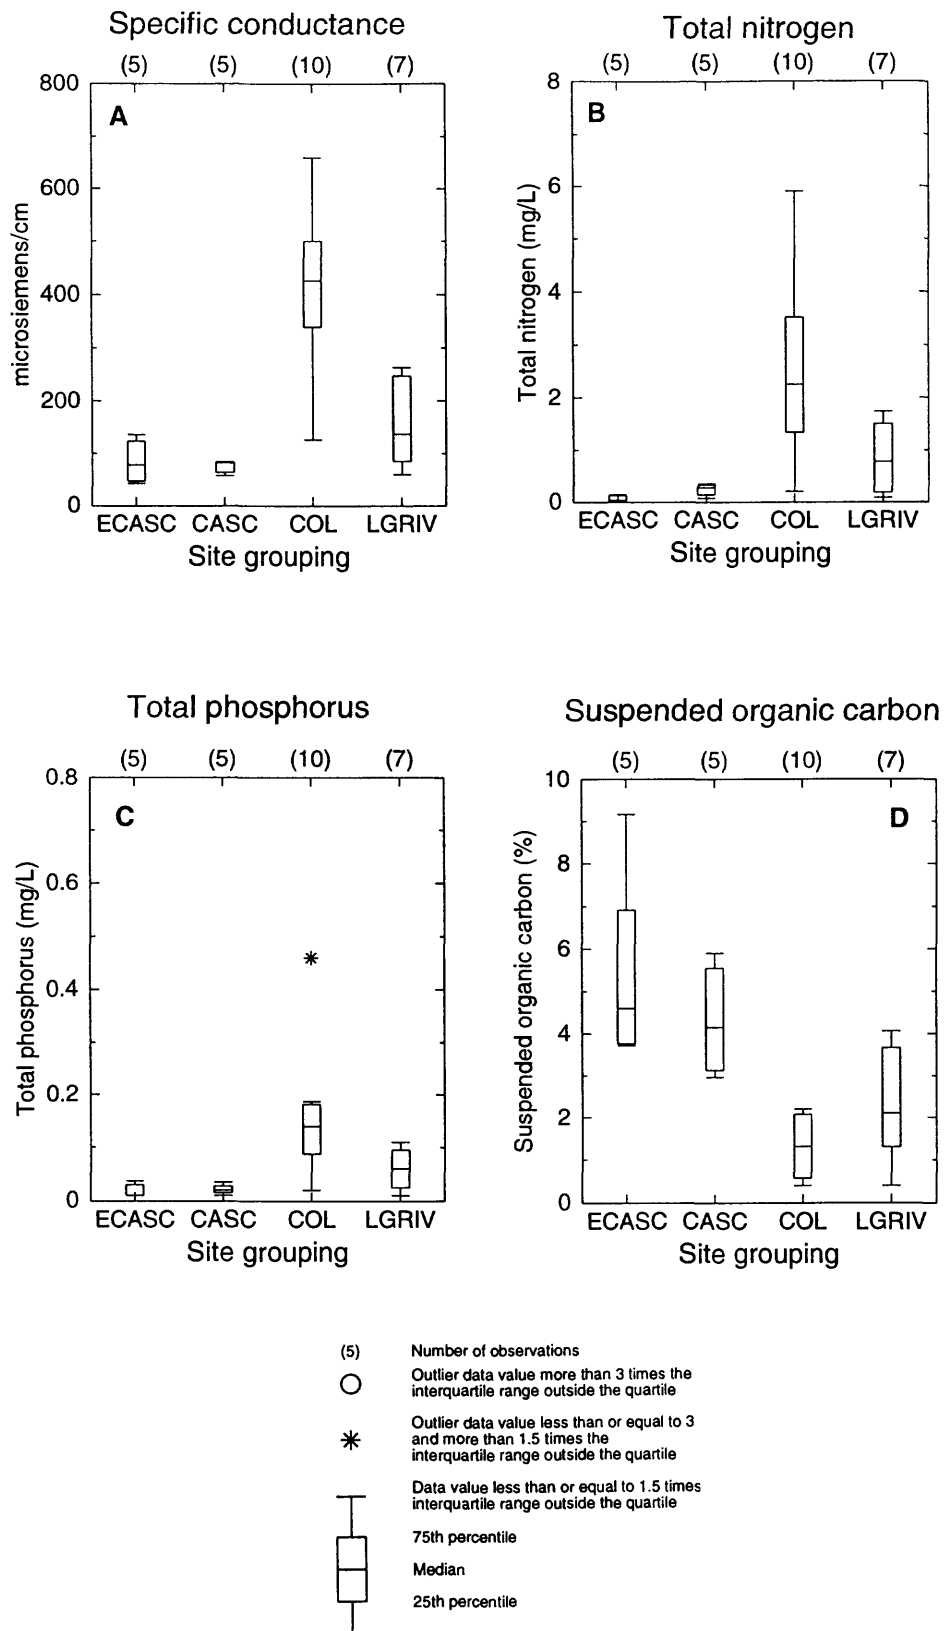 Specific conductance
(5) (5) (10) (7)
800
600
400
200
0
microsiemens/cm
A
ECASC CASC COL LGRIV
Site grouping
Total nitrogen
(5) (5) (10) (7)
8
6
4
2
0
Total nitrogen (mg/L)
B
ECASC CASC COL LGRIV
Site grouping
Total phosphorus
(5) (5) (10) (7)
0.8
0.6
0.4
0.2
0
Total phosphorus (mg/L)
C
ECASC CASC COL LGRIV
Site grouping
Suspended organic carbon
(5) (5) (10) (7)
10
8
6
4
2
0
Suspended organic carbon (%)
D
ECASC CASC COL LGRIV
Site grouping
(5) Number of observations
Outlier data value more than 3 times the
interquartile range outside the quartile
Outlier data value less than or equal to 3
and more than 1.5 times the
interquartile range outside the quartile
Data value less than or equal to 1.5 times
interquartile range outside the quartile
75th percentile
Median
25th percentile